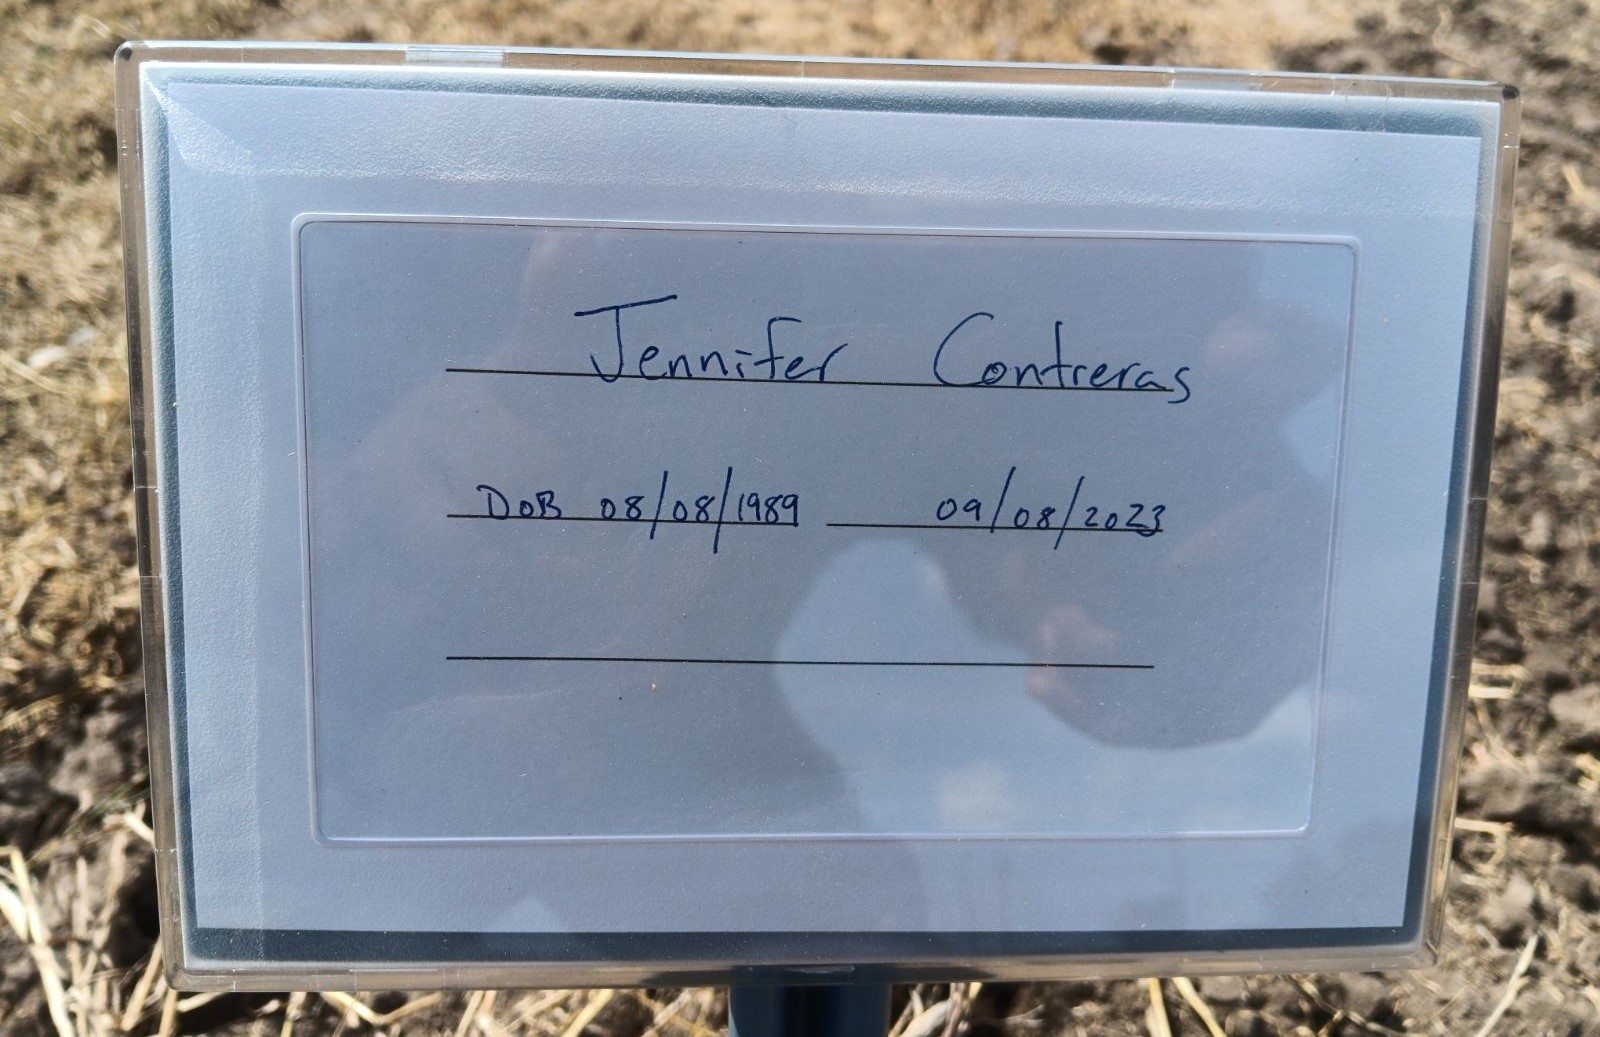 Jennifer Contreras
DOB 08/08/1989 09/08/2023